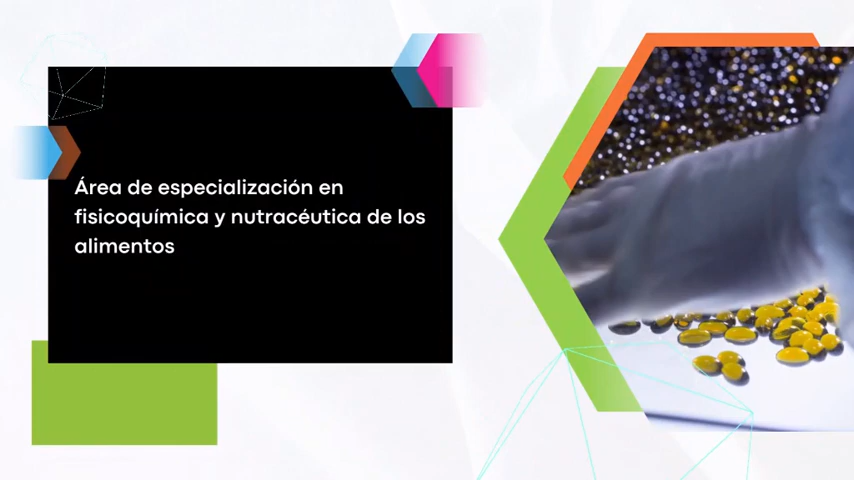 Área de especialización en
fisicoquímica y nutracéutica de los
alimentos